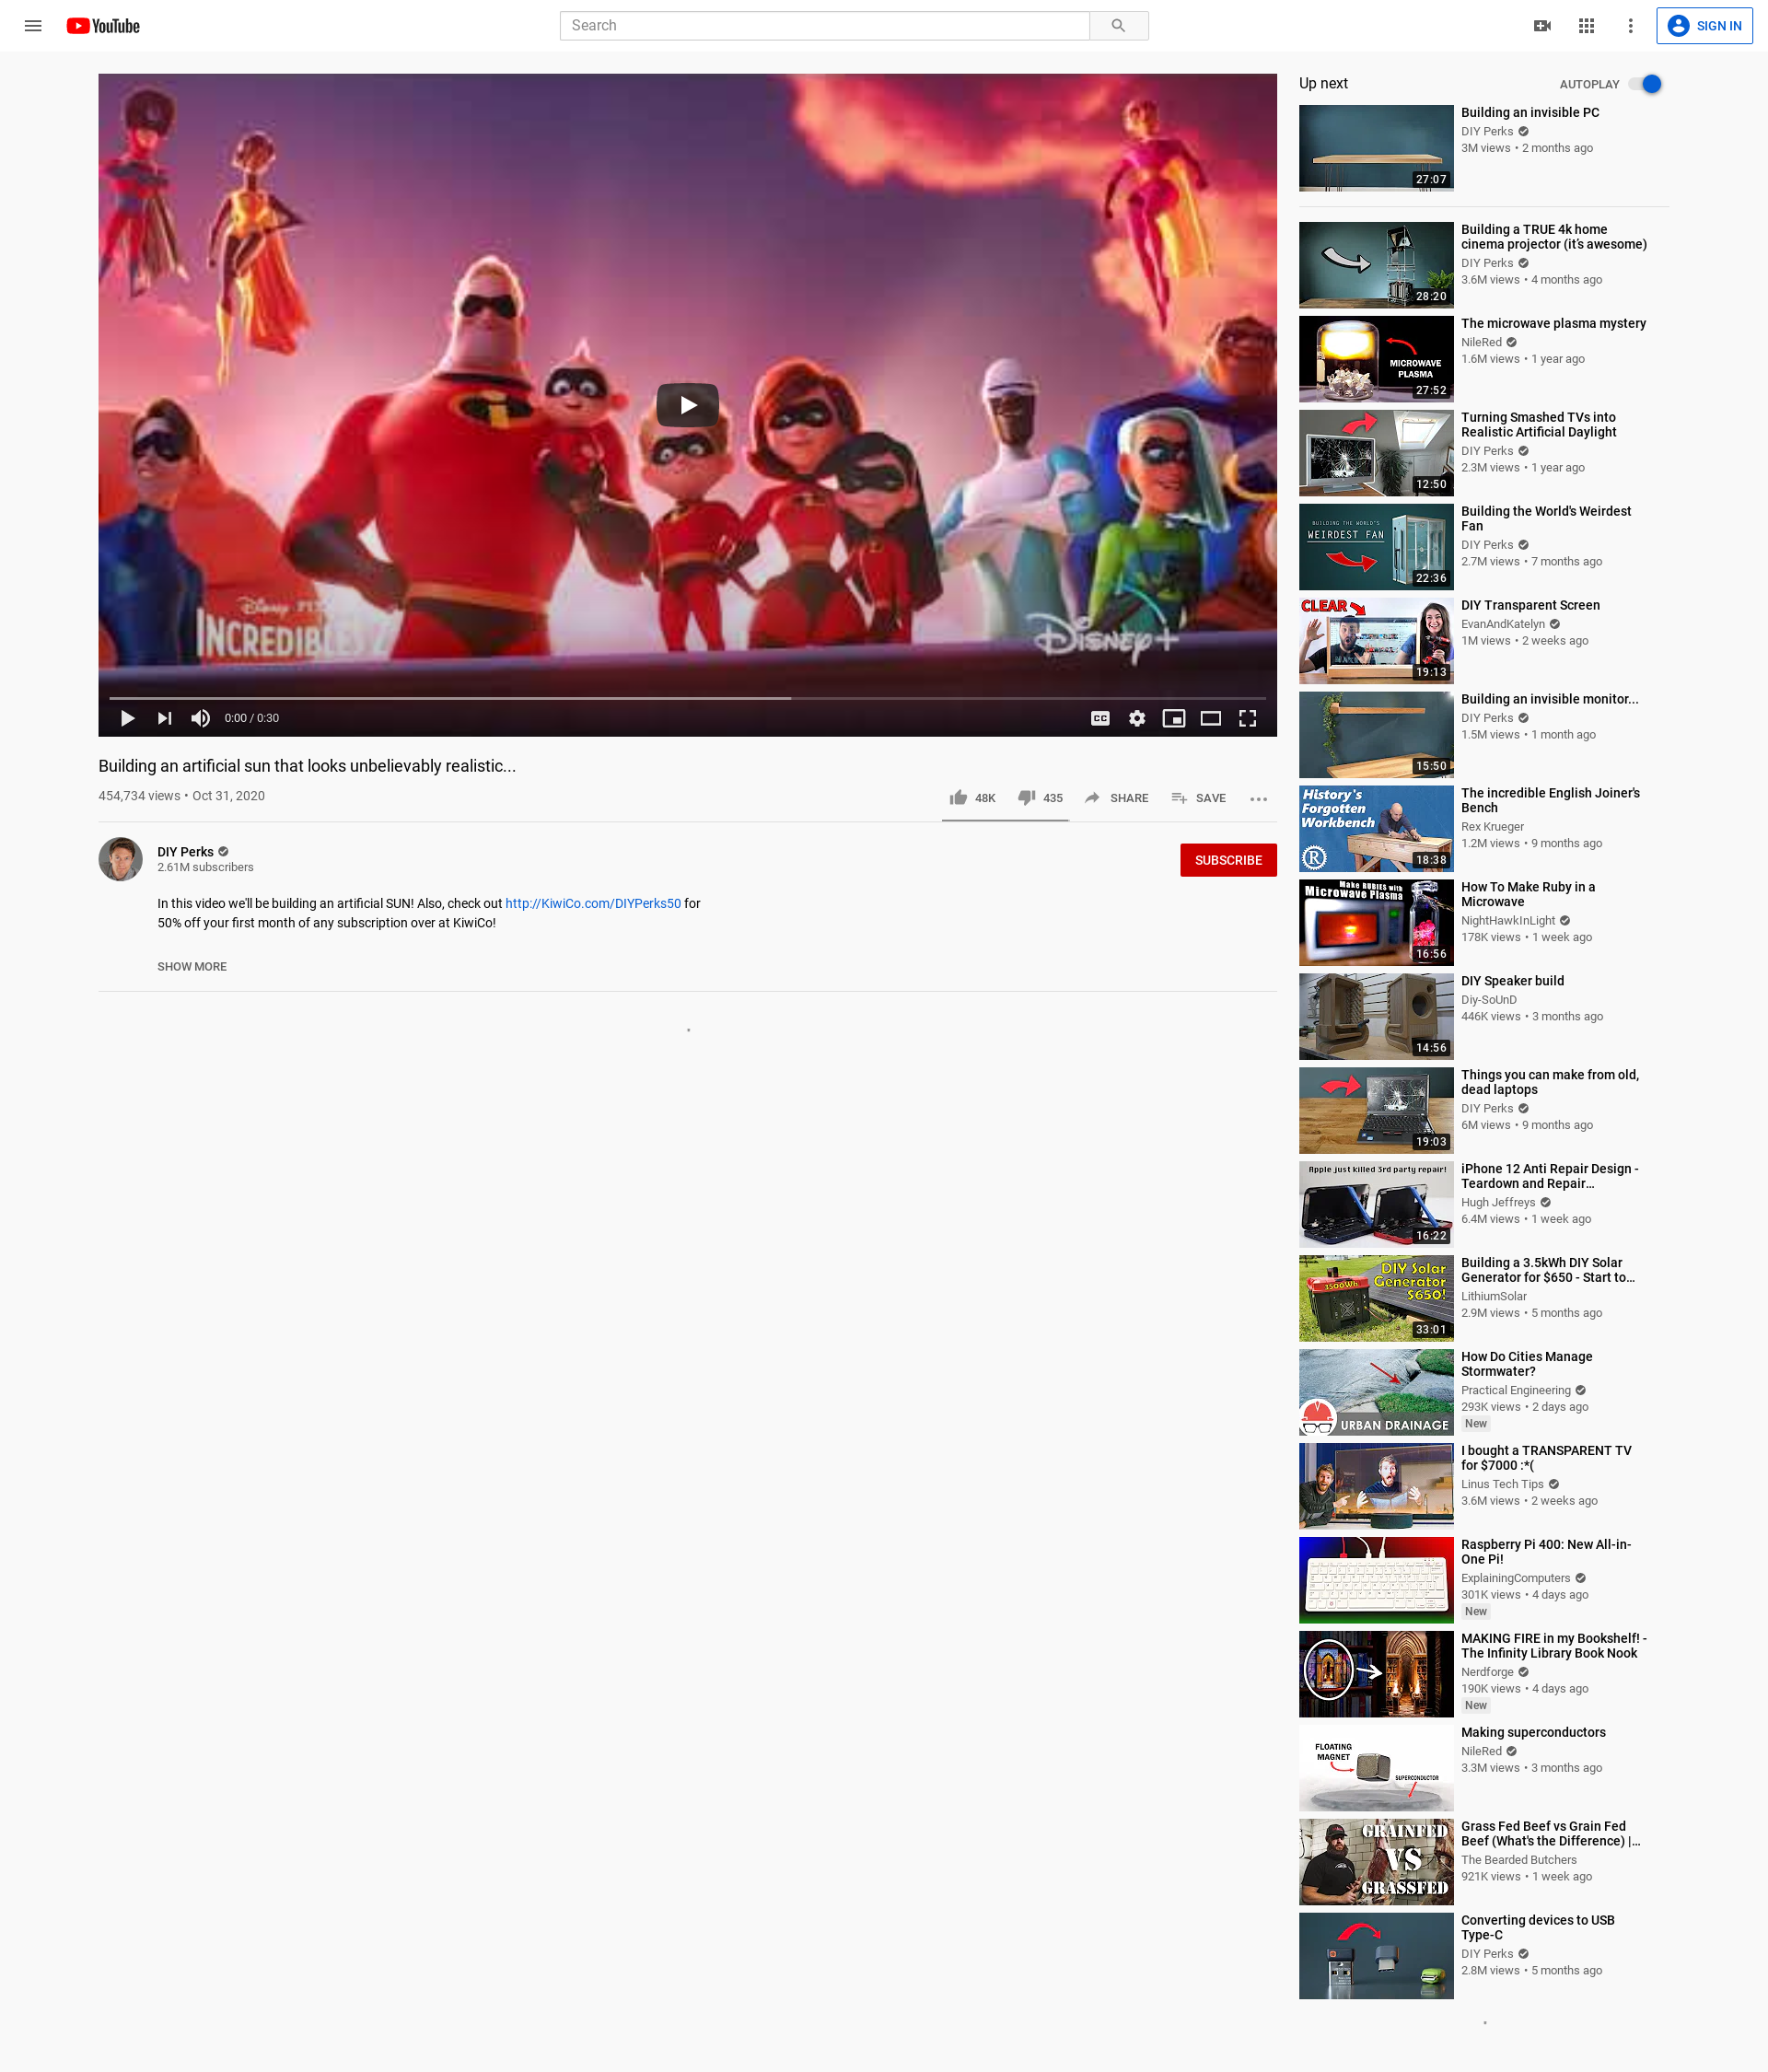 YouTube
Search
SIGN IN
Disney PIXAR
INCREDIBLES 2
Disney+
0:00 / 0:30
CC
Building an artificial sun that looks unbelievably realistic...
454,734 views • Oct 31, 2020
48K
435
SHARE
SAVE
DIY Perks
2.61M subscribers
SUBSCRIBE
In this video we'll be building an artificial SUN! Also, check out http://KiwiCo.com/DIYPerks50 for
50% off your first month of any subscription over at KiwiCo!
SHOW MORE
Up next
AUTOPLAY
27:07
Building an invisible PC
DIY Perks
3M views • 2 months ago
28:20
Building a TRUE 4k home
cinema projector (it's awesome)
DIY Perks
3.6M views • 4 months ago
MICROWAVE
PLASMA
27:52
The microwave plasma mystery
NileRed
1.6M views • 1 year ago
12:50
Turning Smashed TVs into
Realistic Artificial Daylight
DIY Perks
2.3M views • 1 year ago
BUILDING THE WORLD'S
WEIRDEST FAN
22:36
Building the World's Weirdest
Fan
DIY Perks
2.7M views • 7 months ago
CLEAR
19:13
DIY Transparent Screen
EvanAndKatelyn
1M views • 2 weeks ago
15:50
Building an invisible monitor...
DIY Perks
1.5M views • 1 month ago
History's
Forgotten
Workbench
R
18:38
The incredible English Joiner's
Bench
Rex Krueger
1.2M views • 9 months ago
Make RUBIES with
Microwave Plasma
16:56
How To Make Ruby in a
Microwave
NightHawkInLight
178K views • 1 week ago
14:56
DIY Speaker build
Diy-SoUnD
446K views • 3 months ago
19:03
Things you can make from old,
dead laptops
DIY Perks
6M views • 9 months ago
Apple just killed 3rd party repair!
16:22
iPhone 12 Anti Repair Design -
Teardown and Repair...
Hugh Jeffreys
6.4M views • 1 week ago
DIY Solar
Generator
$650!
1500Wh
33:01
Building a 3.5kWh DIY Solar
Generator for $650 - Start to...
LithiumSolar
2.9M views • 5 months ago
URBAN DRAINAGE
How Do Cities Manage
Stormwater?
Practical Engineering
293K views • 2 days ago
New
I bought a TRANSPARENT TV
for $7000 :*(
Linus Tech Tips
3.6M views • 2 weeks ago
Raspberry Pi 400: New All-in-
One Pi!
ExplainingComputers
301K views • 4 days ago
New
MAKING FIRE in my Bookshelf! -
The Infinity Library Book Nook
Nerdforge
190K views • 4 days ago
New
FLOATING
MAGNET
SUPERCONDUCTOR
Making superconductors
NileRed
3.3M views • 3 months ago
GRAINFED
VS
GRASSFED
Grass Fed Beef vs Grain Fed
Beef (What's the Difference) |...
The Bearded Butchers
921K views • 1 week ago
Converting devices to USB
Type-C
DIY Perks
2.8M views • 5 months ago